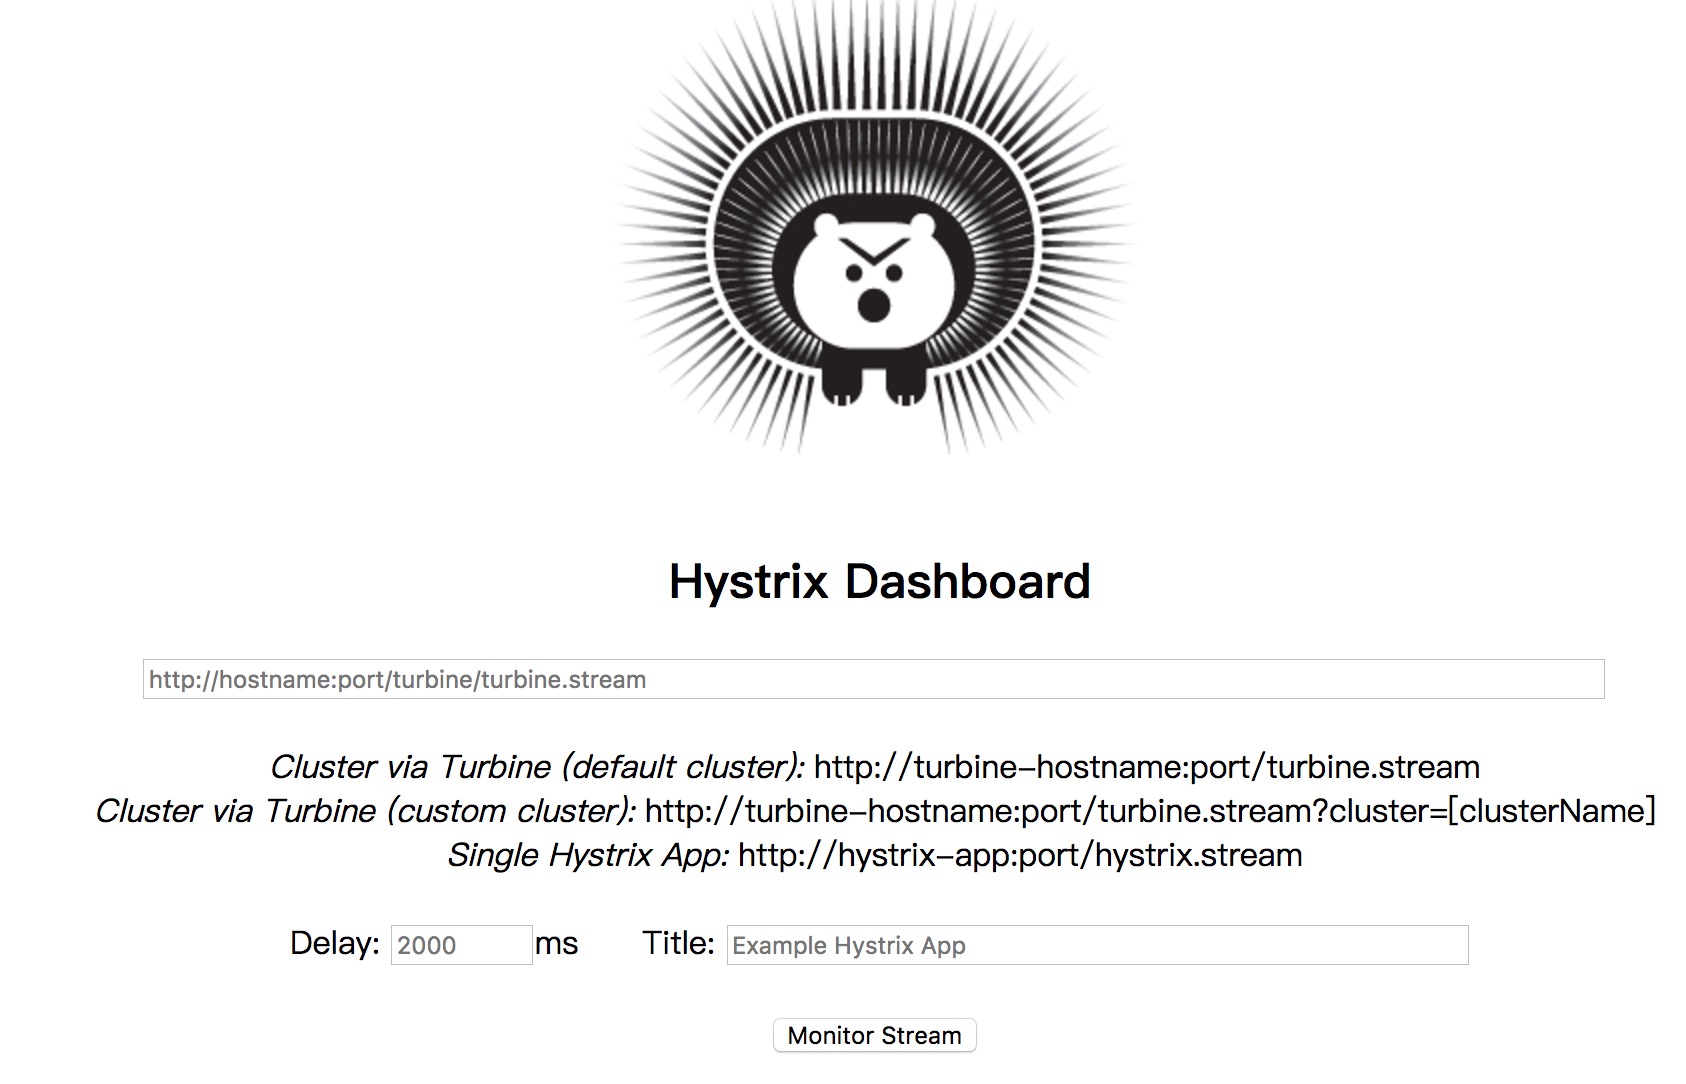 Hystrix Dashboard
http://hostname:port/turbine/turbine.stream
Cluster via Turbine (default cluster): http://turbine-hostname:port/turbine.stream
Cluster via Turbine (custom cluster): http://turbine-hostname:port/turbine.stream?cluster=[clusterName]
Single Hystrix App: http://hystrix-app:port/hystrix.stream
Delay: 2000 ms Title: Example Hystrix App
Monitor Stream